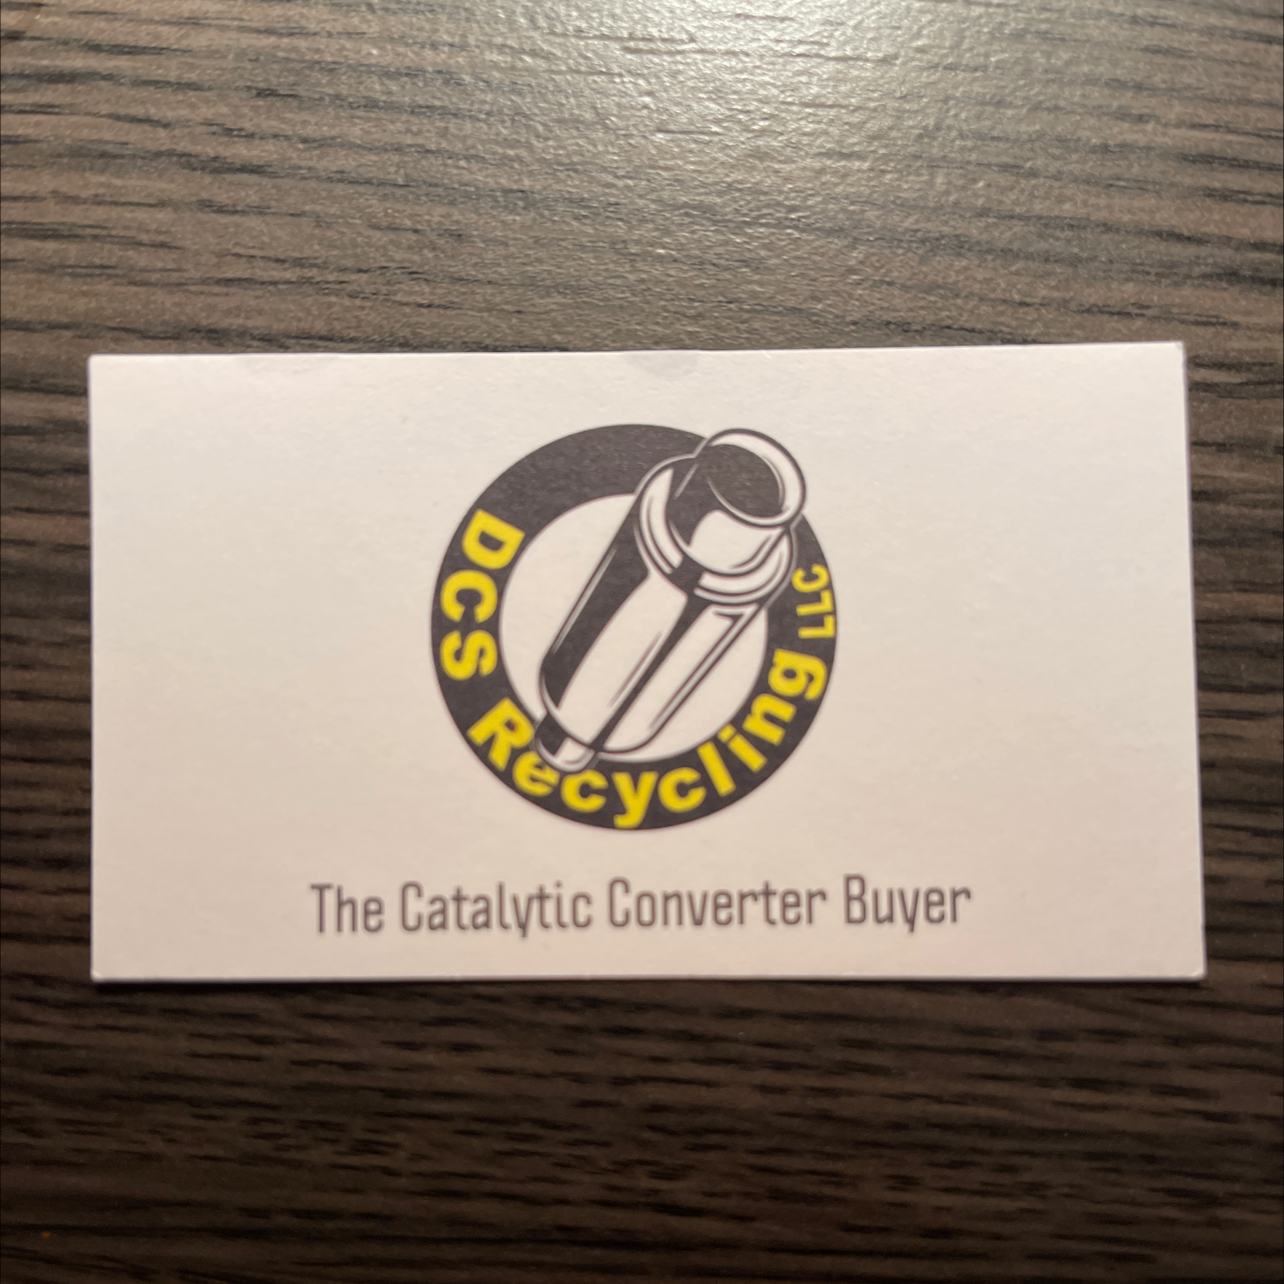 DCS Recycling LLC
The Catalytic Converter Buyer